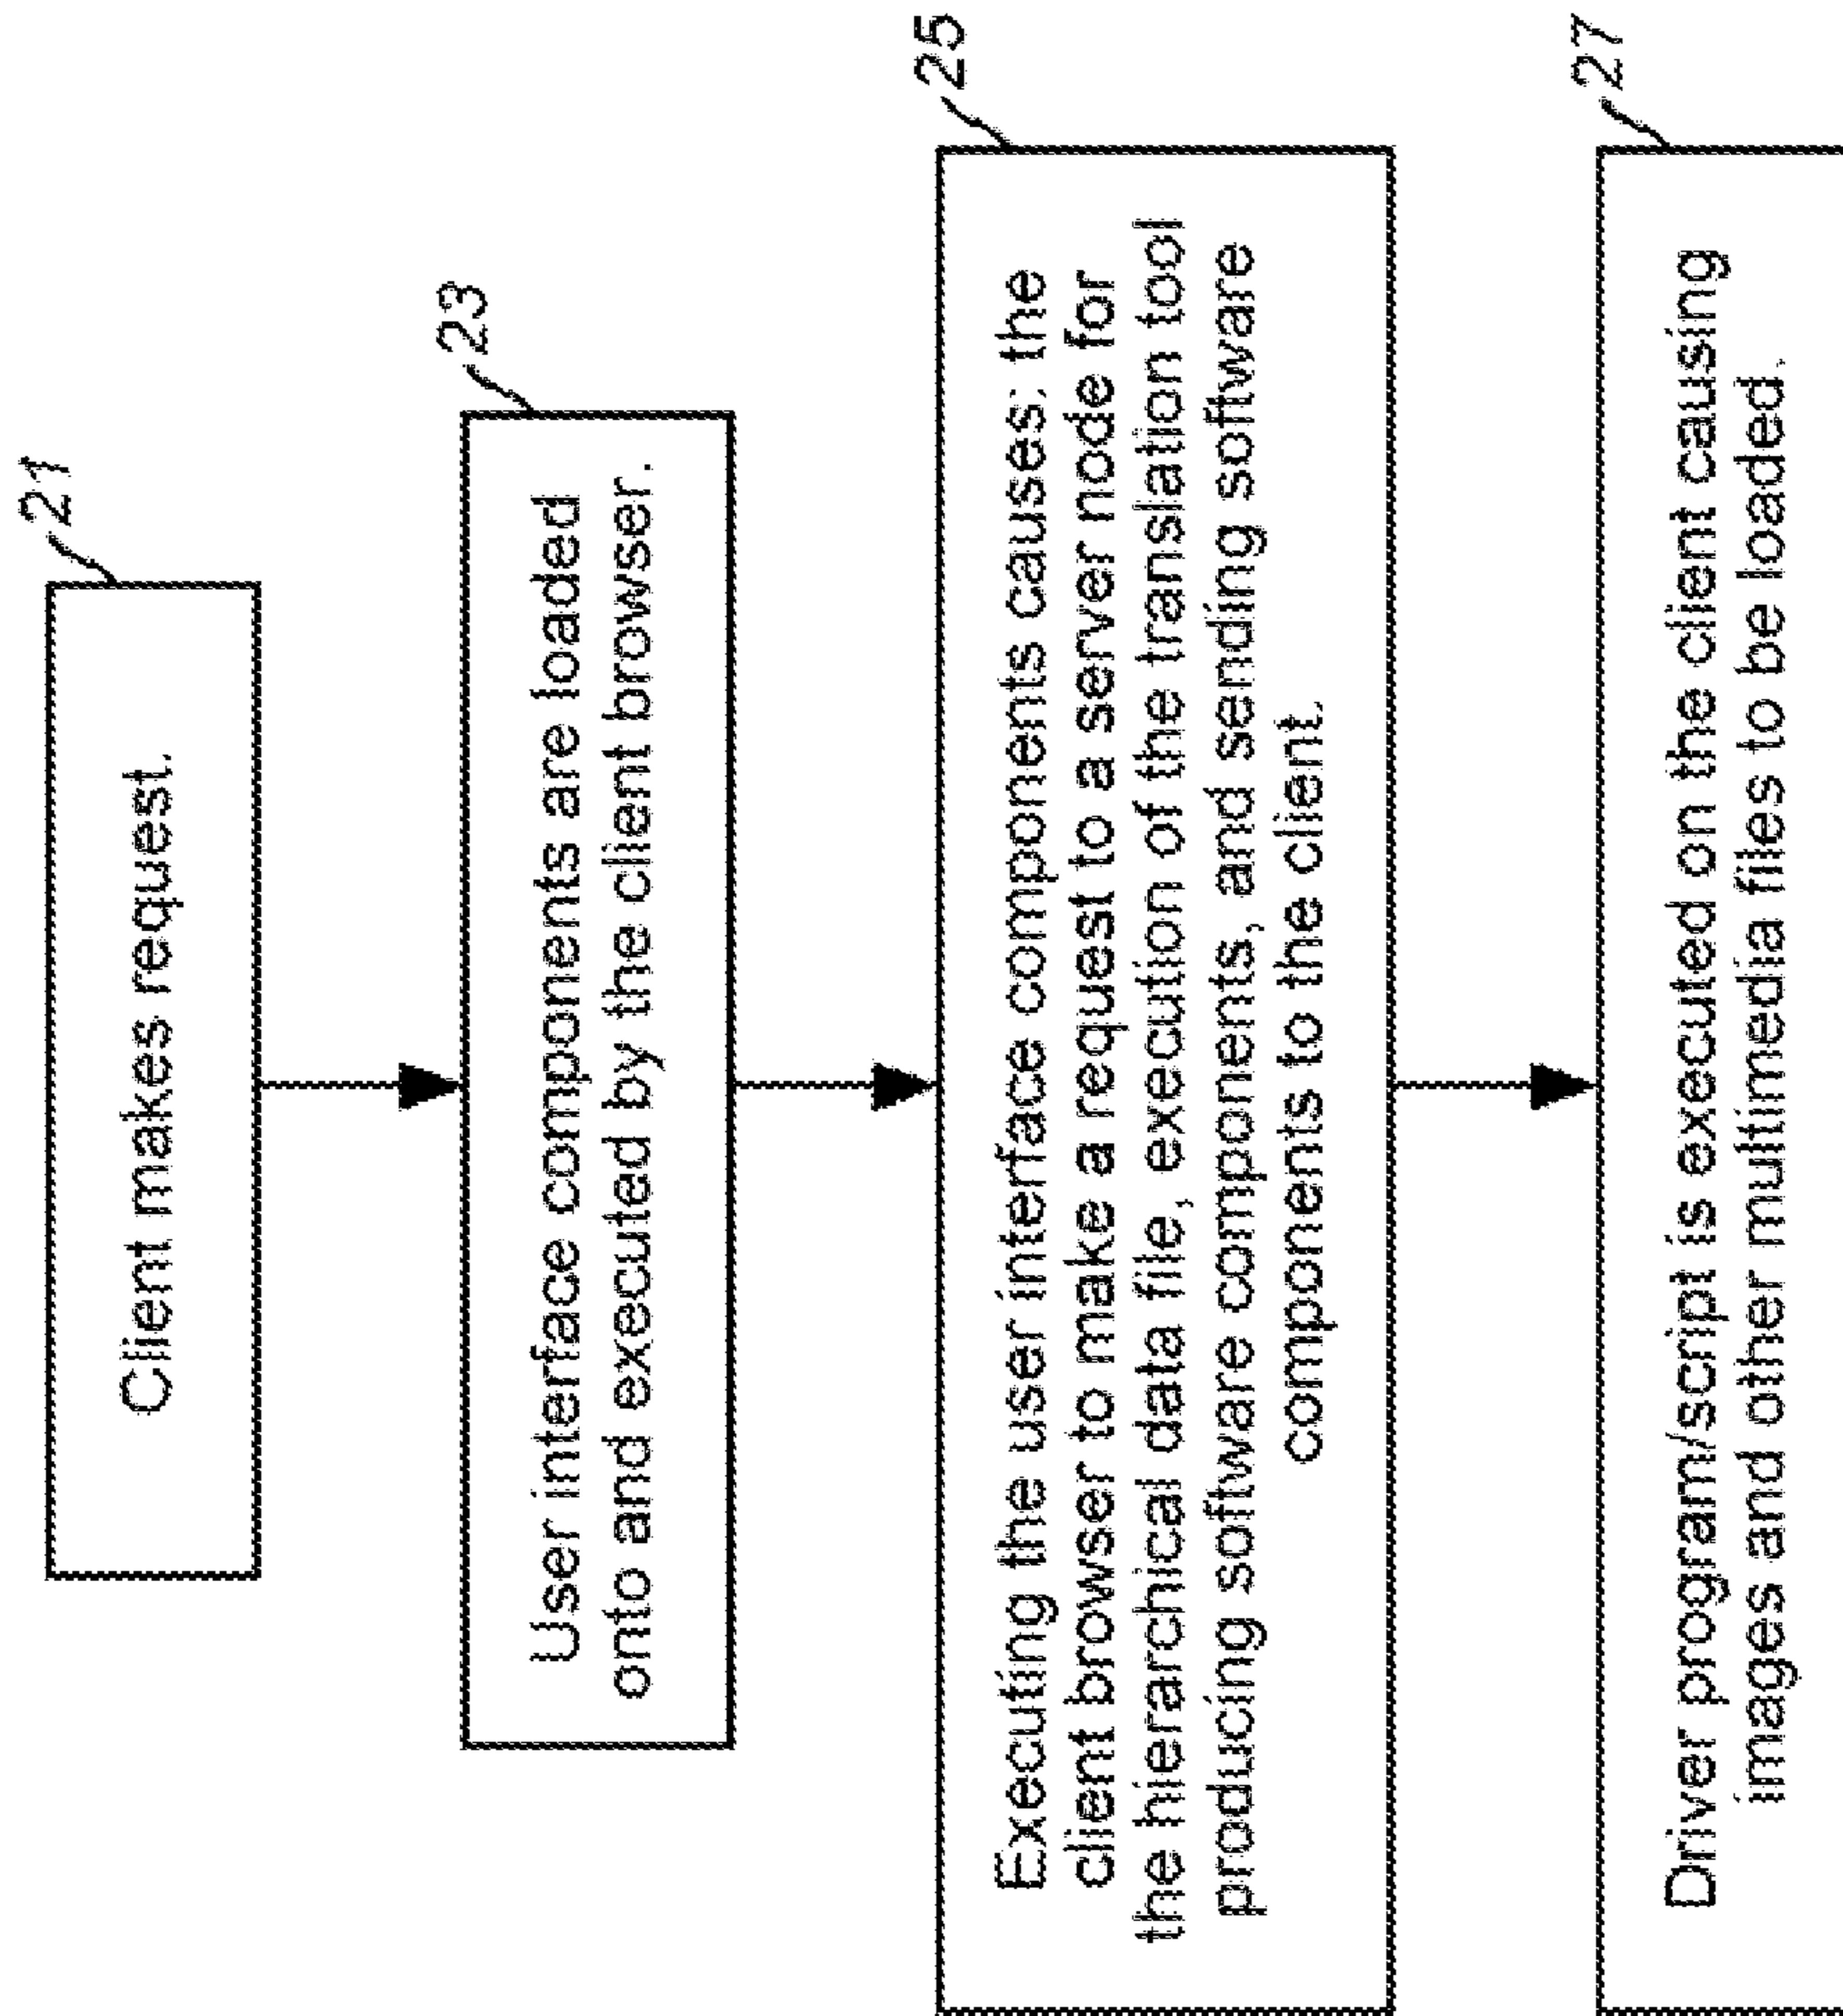 21
Client makes request.
23
User interface components are loaded
onto and executed by the client browser.
25
Executing the user interface components causes: the
client browser to make a request to a server node for
the hierarchical data file, execution of the translation tool
producing software components, and sending software
components to the client.
27
Driver program/script is executed on the client causing
images and other multimedia files to be loaded.